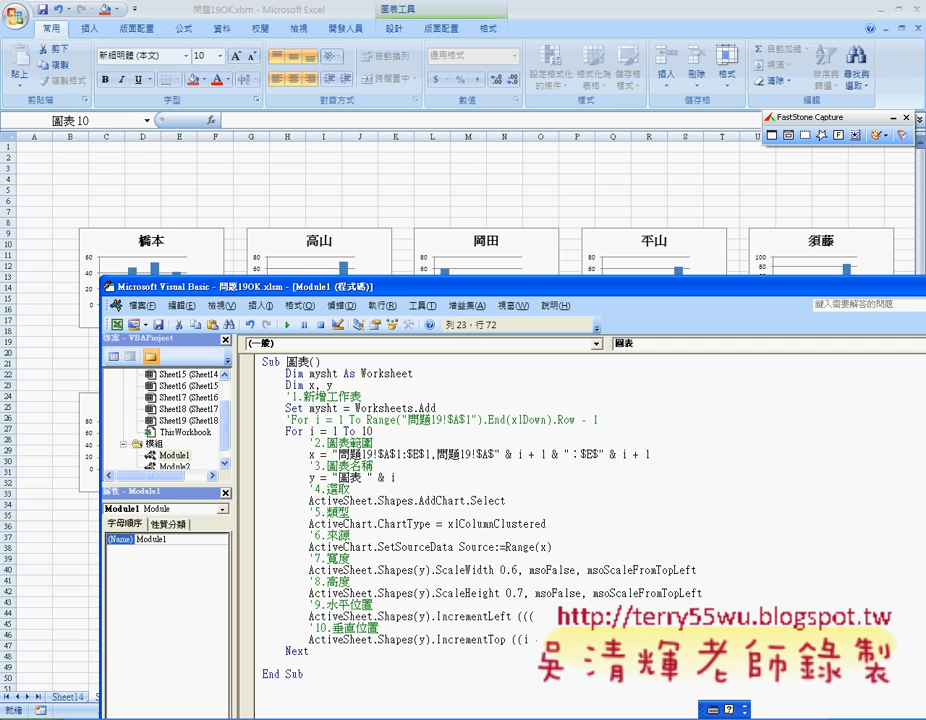 問題19OK.xlsm - Microsoft Excel
圖表工具
常用 插入 版面配置 公式 資料 校閱 檢視 開發人員 設計 版面配置 格式
剪下
複製
複製格式
貼上
剪貼簿
新細明體 (本文) 10
字型
自動換列
跨欄置中
對齊方式
通用格式
數值
設定格式化的條件
格式化為表格
儲存格樣式
樣式
插入 刪除 格式
儲存格
自動加總
填滿
清除
排序與篩選
尋找與選取
編輯
FastStone Capture
圖表 10
A B C D E F G H I J K L M N O P Q R S T U
橋本 高山 岡田 平山 須藤
Microsoft Visual Basic - 問題19OK.xlsm - [Module1 (程式碼)]
檔案(F) 編輯(E) 檢視(V) 插入(I) 格式(O) 偵錯(D) 執行(R) 工具(T) 增益集(A) 視窗(W) 說明(H)
鍵入需要解答的問題
列 23，行 72
專案 - VBAProject
(一般)
圖表
Sheet15 (Sheet14
Sheet16 (Sheet15
Sheet17 (Sheet16
Sheet18 (Sheet17
Sheet19 (Sheet18
ThisWorkbook
模組
Module1
Module2
屬性 - Module1
Module1 Module
字母順序 性質分類
(Name) Module1
Sub 圖表()
Dim mysht As Worksheet
Dim x, y
'1.新增工作表
Set mysht = Worksheets.Add
'For i = 1 To Range("問題19!$A$1").End(xlDown).Row - 1
For i = 1 To 10
'2.圖表範圍
x = "問題19!$A$1:$E$1,問題19!$A$" & i + 1 & ":$E$" & i + 1
'3.圖表名稱
y = "圖表 " & i
'4.選取
ActiveSheet.Shapes.AddChart.Select
'5.類型
ActiveChart.ChartType = xlColumnClustered
'6.來源
ActiveChart.SetSourceData Source:=Range(x)
'7.寬度
ActiveSheet.Shapes(y).ScaleWidth 0.6, msoFalse, msoScaleFromTopLeft
'8.高度
ActiveSheet.Shapes(y).ScaleHeight 0.7, msoFalse, msoScaleFromTopLeft
'9.水平位置
ActiveSheet.Shapes(y).IncrementLeft (((
'10.垂直位置
ActiveSheet.Shapes(y).IncrementTop ((i -
Next
End Sub
http://terry55wu.blogspot.tw
吳清輝老師錄製
Sheet14
就緒